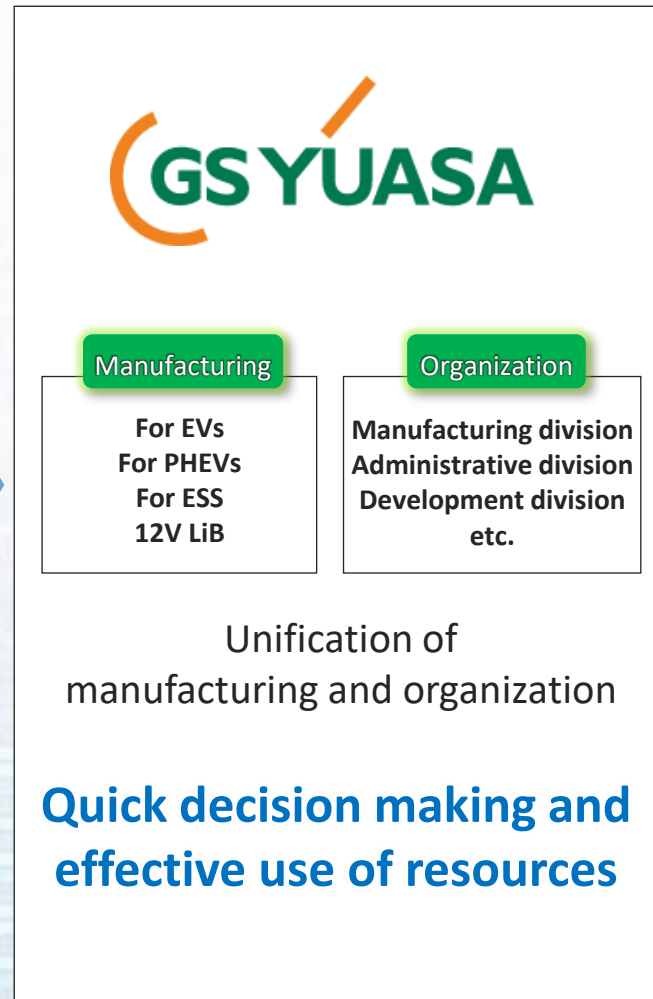 GS YUASA
Manufacturing
For EVs
For PHEVs
For ESS
12V LiB
Organization
Manufacturing division
Administrative division
Development division
etc.
Unification of
manufacturing and organization
Quick decision making and
effective use of resources